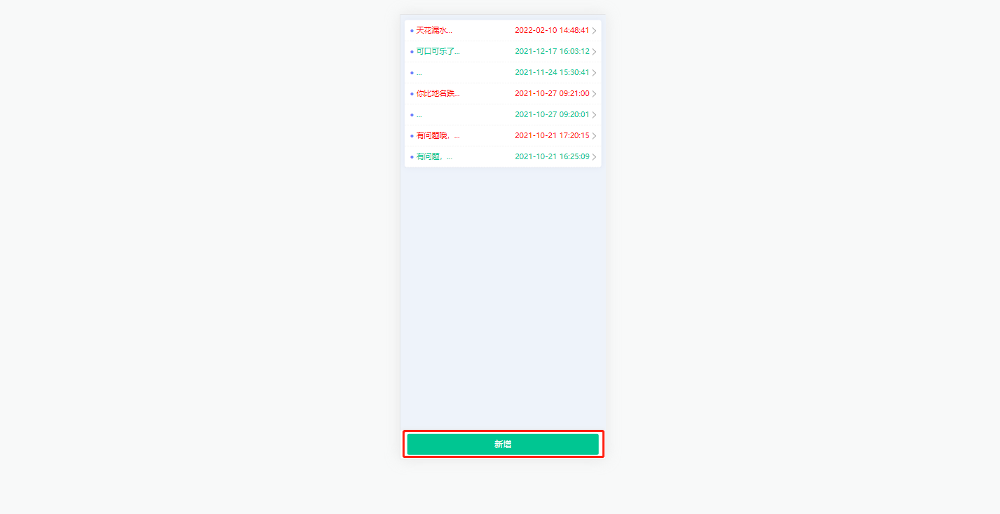 天花漏水... 2022-02-10 14:48:41
可口可乐了... 2021-12-17 16:03:12
... 2021-11-24 15:30:41
你比地名跌... 2021-10-27 09:21:00
... 2021-10-27 09:20:01
有问题哦，... 2021-10-21 17:20:15
有问题，... 2021-10-21 16:25:09
新增